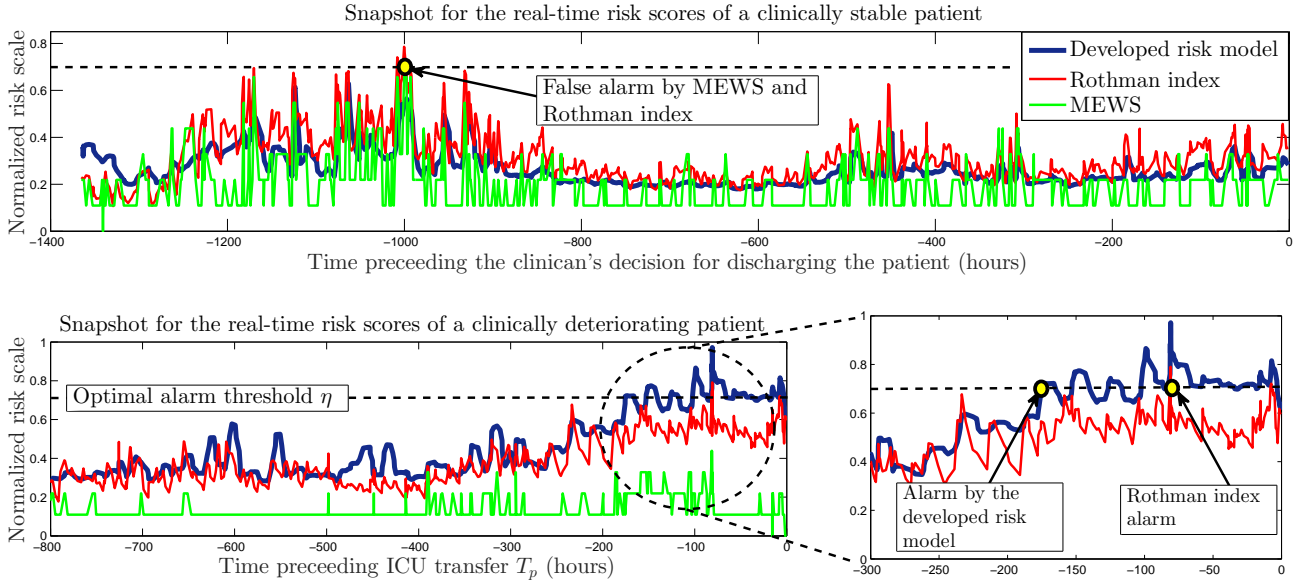 Snapshot for the real-time risk scores of a clinically stable patient
Normalized risk scale
0.8
0.6
0.4
0.2
0
False alarm by MEWS and
Rothman index
Developed risk model
Rothman index
MEWS
−1400 −1200 −1000 −800 −600 −400 −200 0
Time preceeding the clinican's decision for discharging the patient (hours)
Snapshot for the real-time risk scores of a clinically deteriorating patient
Normalized risk scale
1
0.8
0.6
0.4
0.2
0
Optimal alarm threshold η
−800 −700 −600 −500 −400 −300 −200 −100 0
Time preceeding ICU transfer Tp (hours)
1
0.8
0.6
0.4
0.2
0
Alarm by the
developed risk
model
Rothman index
alarm
−300 −250 −200 −150 −100 −50 0